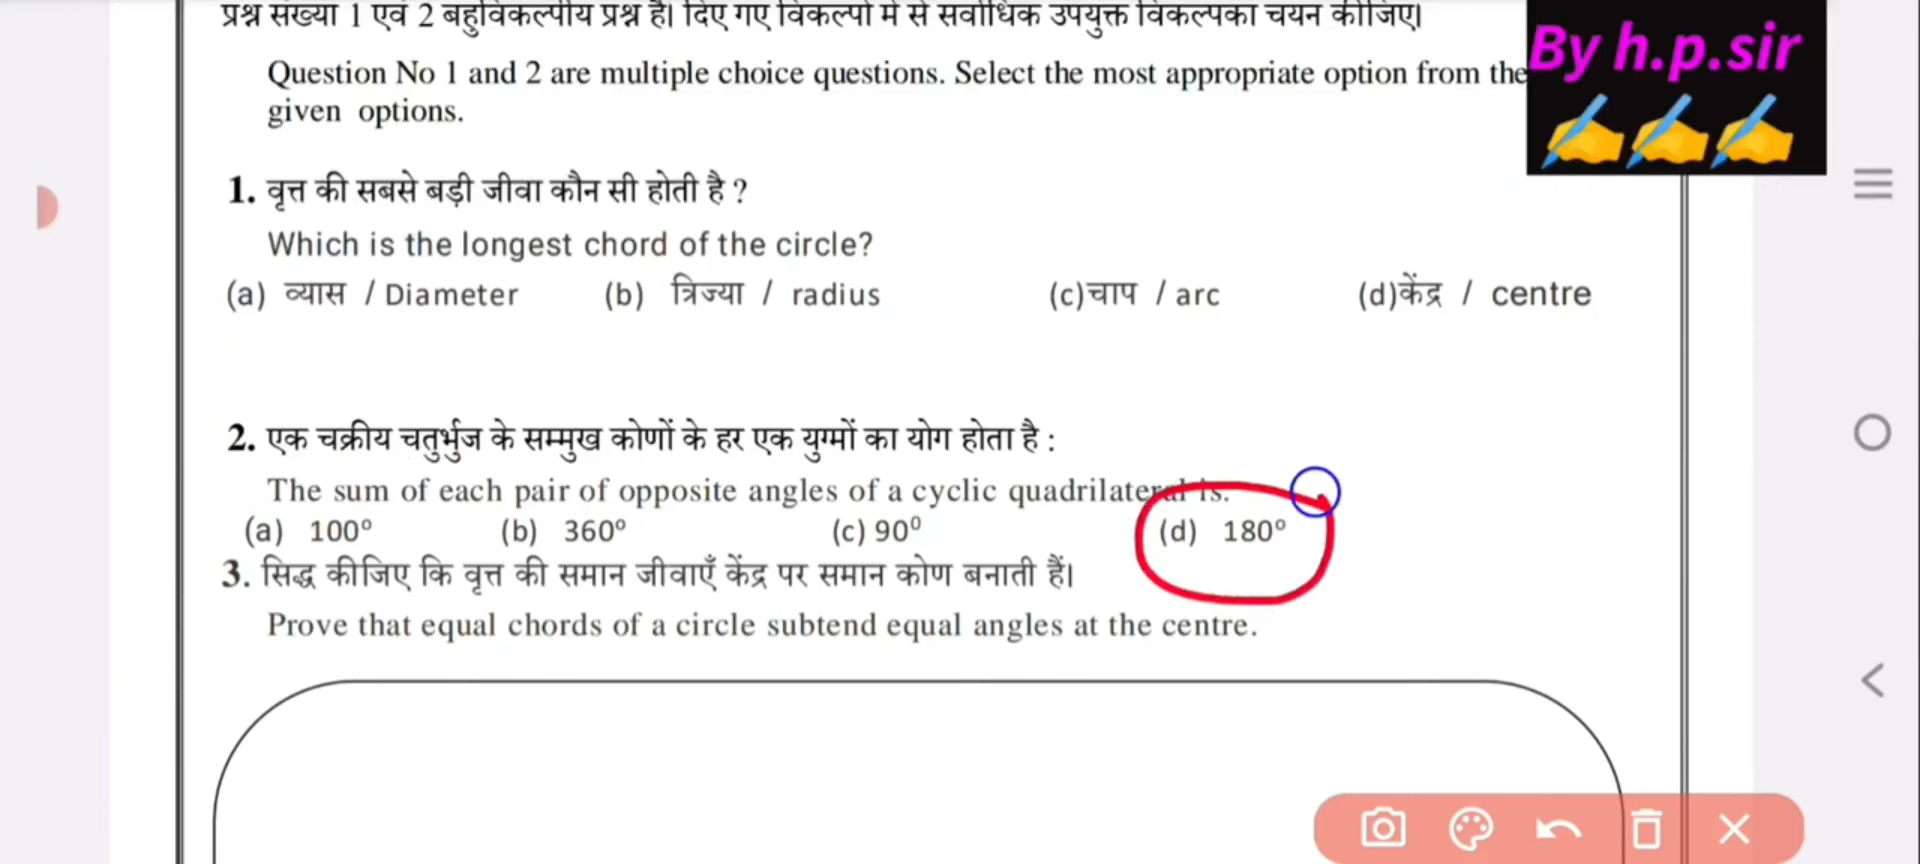 प्रश्न संख्या 1 एवं 2 बहुविकल्पीय प्रश्न हैं। दिए गए विकल्पों में से सर्वाधिक उपयुक्त विकल्पका चयन कीजिए।
Question No 1 and 2 are multiple choice questions. Select the most appropriate option from the
given options.
By h.p.sir
✍✍✍
1. वृत्त की सबसे बड़ी जीवा कौन सी होती है ?
Which is the longest chord of the circle?
(a) व्यास / Diameter (b) त्रिज्या / radius (c)चाप / arc (d)केंद्र / centre
2. एक चक्रीय चतुर्भुज के सम्मुख कोणों के हर एक युग्मों का योग होता है :
The sum of each pair of opposite angles of a cyclic quadrilateral is.
(a) 100° (b) 360° (c) 90⁰ (d) 180°
3. सिद्ध कीजिए कि वृत्त की समान जीवाएँ केंद्र पर समान कोण बनाती हैं।
Prove that equal chords of a circle subtend equal angles at the centre.